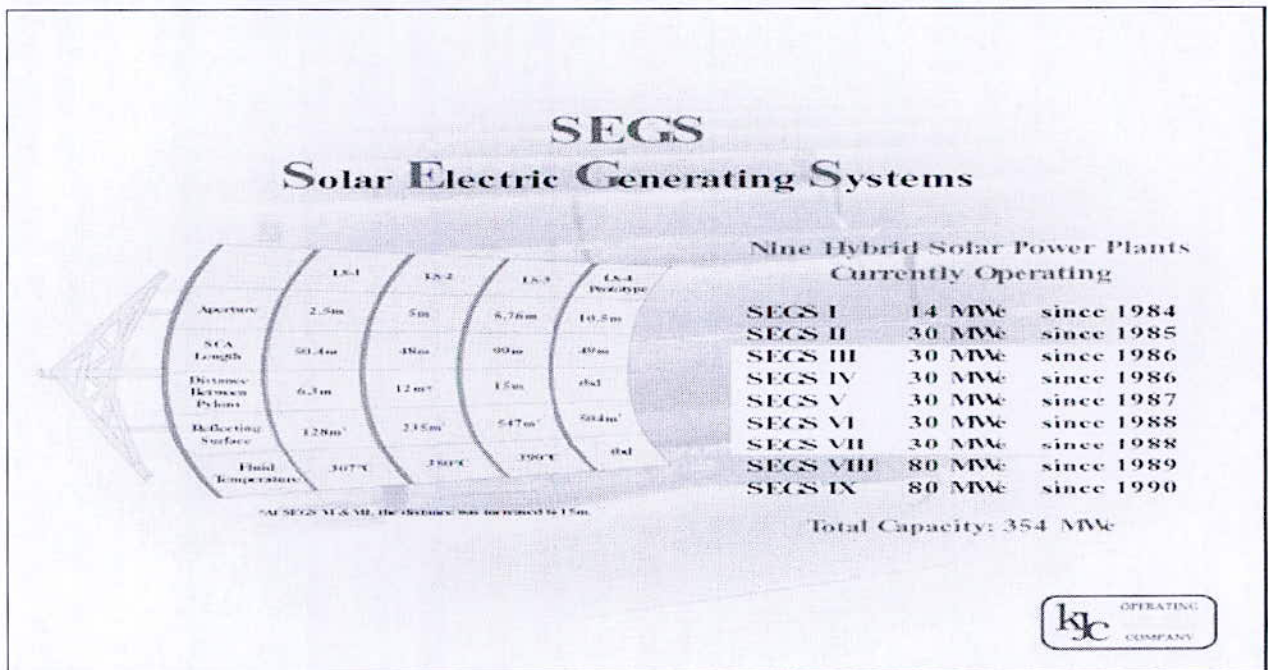 SEGS
Solar Electric Generating Systems
LS-1 LS-2 LS-3 LS-4 Prototype
Aperture 2.5m 5m 5.76m 10.5m
SCA Length 50.4m 48m 99m 49m
Distance Between Pylons 6.3m 12m* 15m tbd
Reflecting Surface 128m² 235m² 547m² 504m²
Fluid Temperature 307°C 350°C 390°C tbd
*At SEGS VI & VII, the distance was increased to 15m.
Nine Hybrid Solar Power Plants
Currently Operating
SEGS I 14 MWe since 1984
SEGS II 30 MWe since 1985
SEGS III 30 MWe since 1986
SEGS IV 30 MWe since 1986
SEGS V 30 MWe since 1987
SEGS VI 30 MWe since 1988
SEGS VII 30 MWe since 1988
SEGS VIII 80 MWe since 1989
SEGS IX 80 MWe since 1990
Total Capacity: 354 MWe
kJC OPERATING
COMPANY